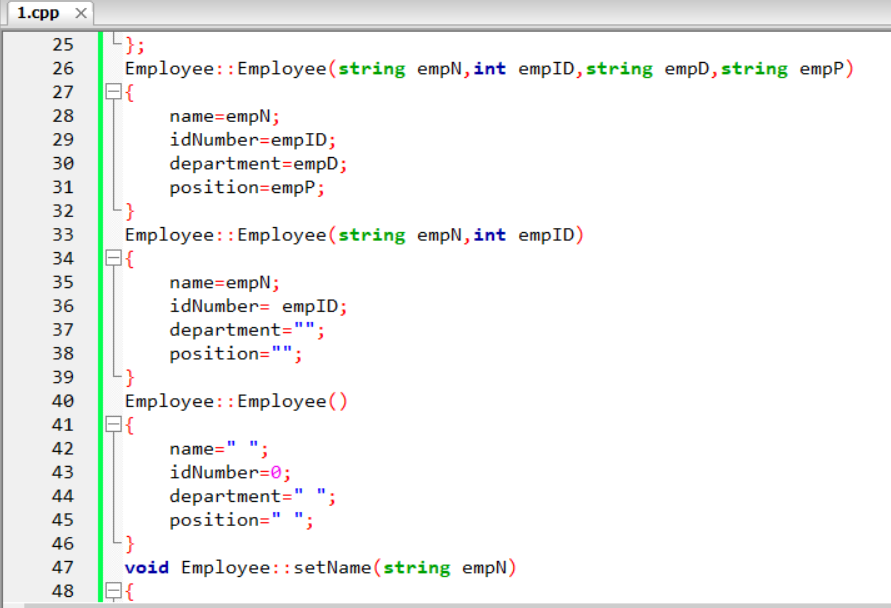 1.cpp ×
25 };
26 Employee::Employee(string empN,int empID,string empD,string empP)
27 {
28     name=empN;
29     idNumber=empID;
30     department=empD;
31     position=empP;
32 }
33 Employee::Employee(string empN,int empID)
34 {
35     name=empN;
36     idNumber= empID;
37     department="";
38     position="";
39 }
40 Employee::Employee()
41 {
42     name=" ";
43     idNumber=0;
44     department=" ";
45     position=" ";
46 }
47 void Employee::setName(string empN)
48 {